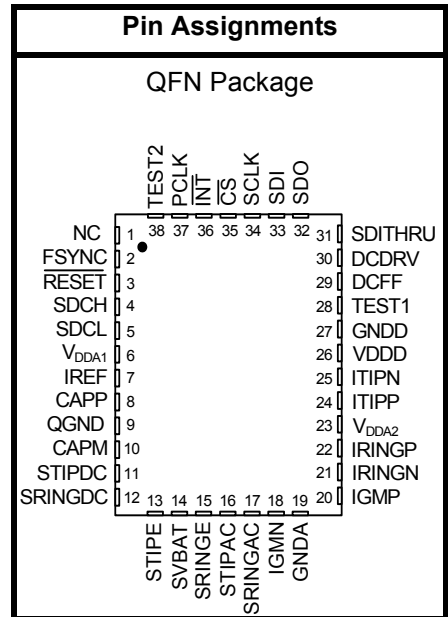 Pin Assignments
QFN Package
TEST2
PCLK
INT
CS
SCLK
SDI
SDO
38 37 36 35 34 33 32
NC 1
FSYNC 2
RESET 3
SDCH 4
SDCL 5
VDDA1 6
IREF 7
CAPP 8
QGND 9
CAPM 10
STIPDC 11
SRINGDC 12
31 SDITHRU
30 DCDRV
29 DCFF
28 TEST1
27 GNDD
26 VDDD
25 ITIPN
24 ITIPP
23 VDDA2
22 IRINGP
21 IRINGN
20 IGMP
13 14 15 16 17 18 19
STIPE
SVBAT
SRINGE
STIPAC
SRINGAC
IGMN
GNDA